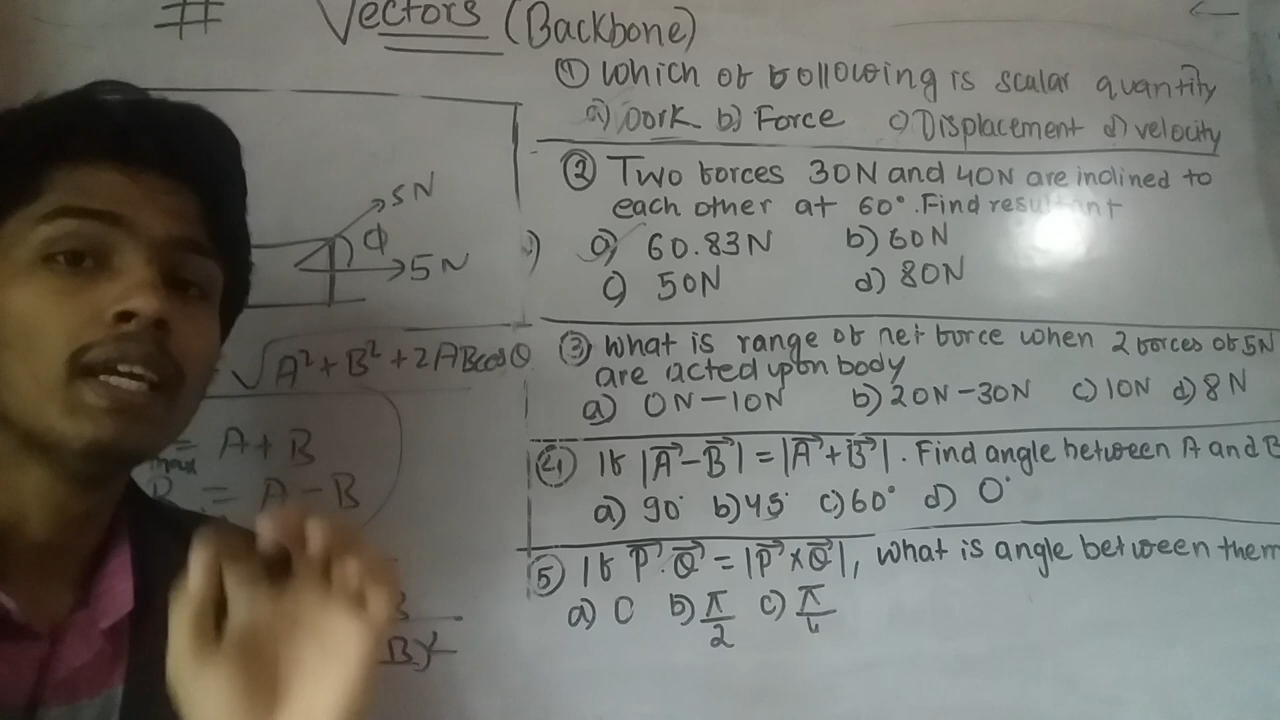 # Vectors (Backbone)
① Which of following is scalar quantity
a) Work b) Force c) Displacement d) velocity
② Two forces 30N and 40N are inclined to
each other at 60°. Find resultant
a) 60.83N b) 60N
c) 50N d) 80N
5N
ϕ
5N
√A²+B²+2ABcosθ
= A+B
max
= A-B
B)²
③ What is range of net force when 2 forces of 5N
are acted upon body
a) 0N-10N b) 20N-30N c) 10N d) 8N
④ If |A⃗-B⃗| = |A⃗+B⃗|. Find angle between A and B
a) 90° b) 45° c) 60° d) 0°
⑤ If P⃗.Q⃗ = |P⃗×Q⃗|, What is angle between them
a) 0 b) π/2 c) π/4